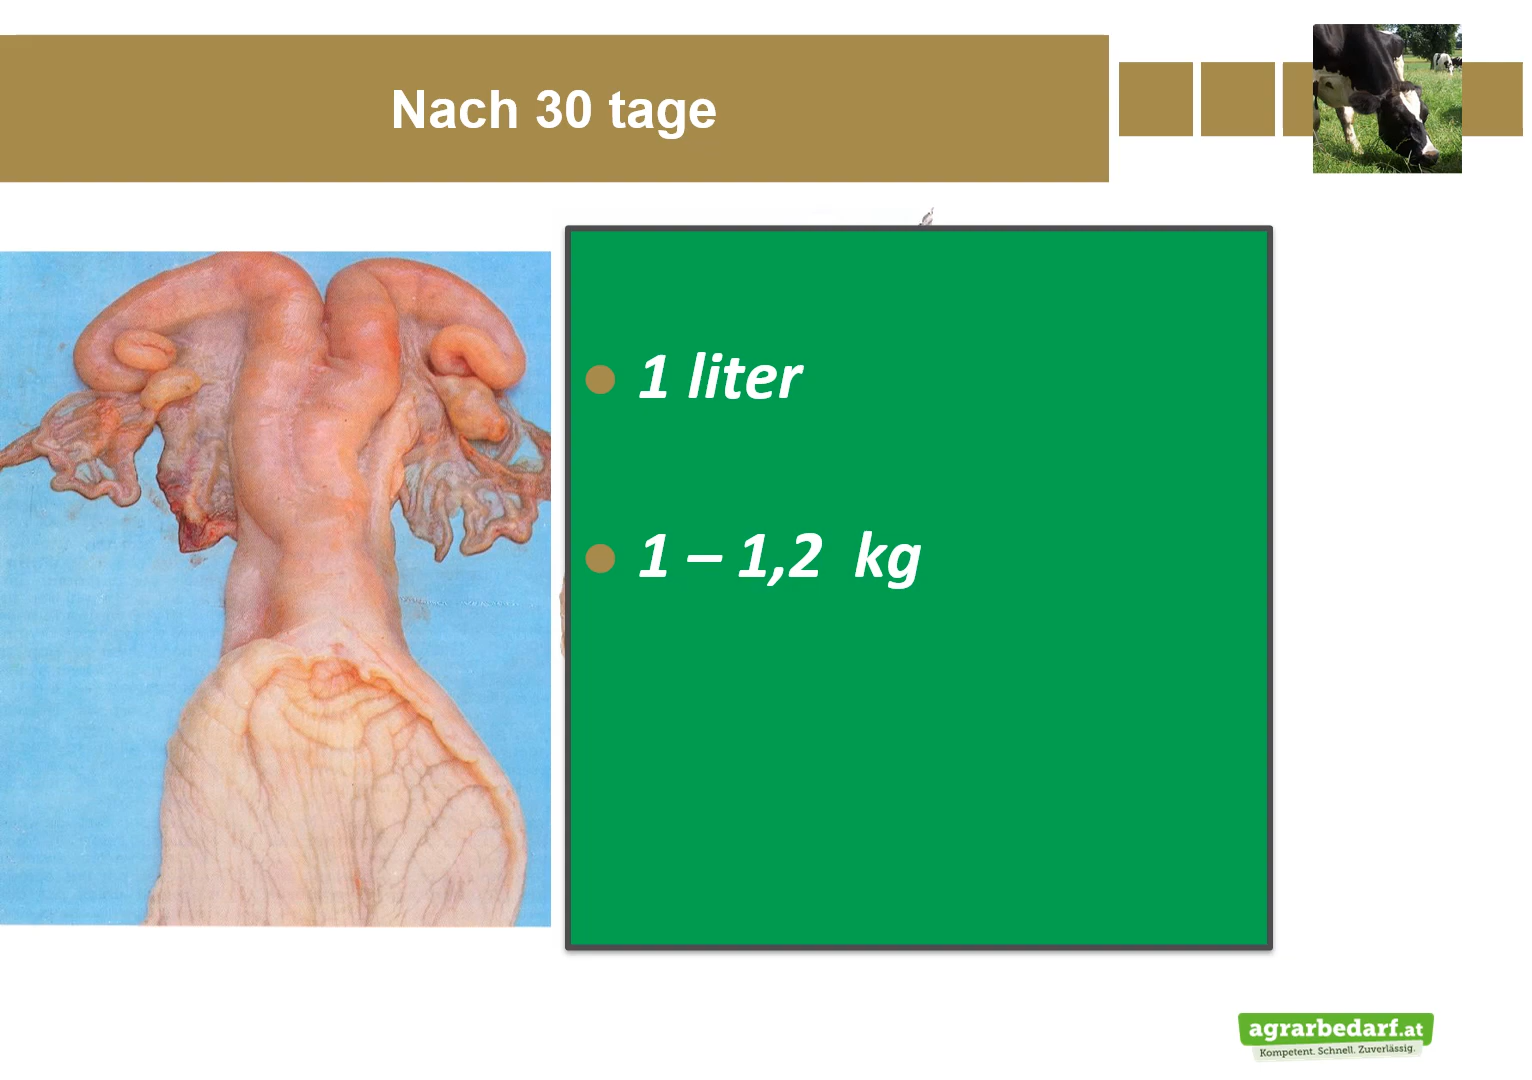 Nach 30 tage
1 liter
1 – 1,2 kg
agrarbedarf.at
Kompetent. Schnell. Zuverlässig.